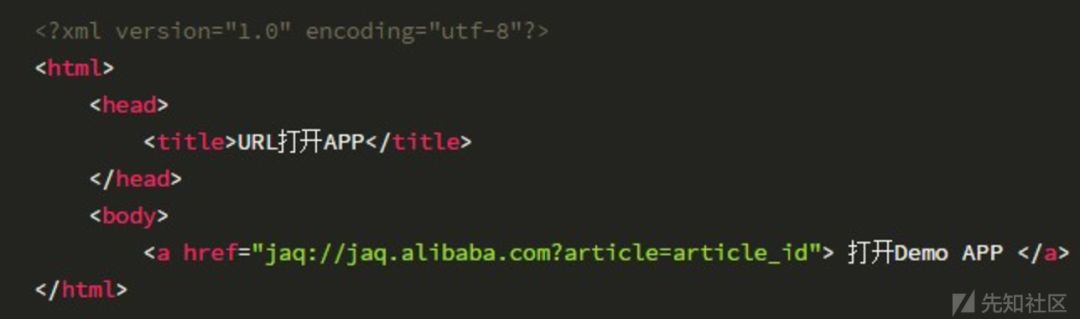 <?xml version="1.0" encoding="utf-8"?>
<html>
    <head>
        <title>URL打开APP</title>
    </head>
    <body>
        <a href="jaq://jaq.alibaba.com?article=article_id"> 打开Demo APP </a>
</html>
先知社区